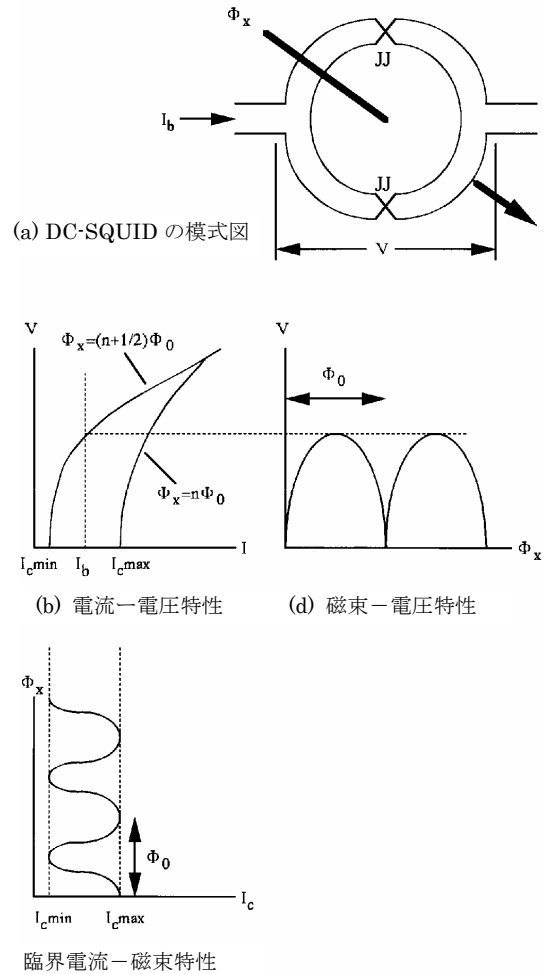 Φx
JJ
Ib
JJ
(a) DC-SQUID の模式図
V
V
Φx=(n+1/2)Φ0
Φx=nΦ0
Icmin Ib Icmax I
(b) 電流ー電圧特性
V
Φ0
Φx
(d) 磁束－電圧特性
Φx
Φ0
Icmin Icmax Ic
臨界電流－磁束特性